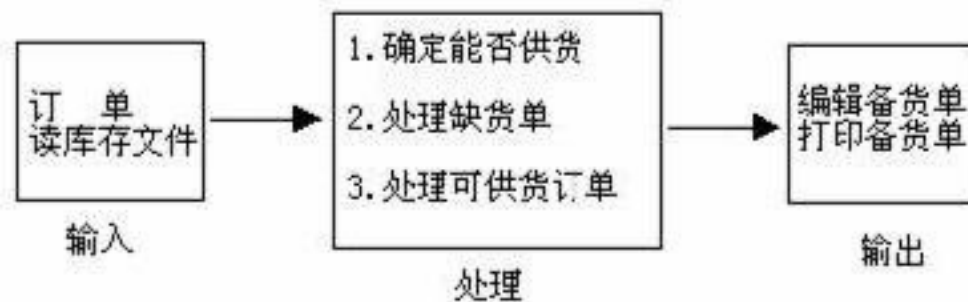 订 单
读库存文件
输入
1.确定能否供货
2.处理缺货单
3.处理可供货订单
处理
编辑备货单
打印备货单
输出